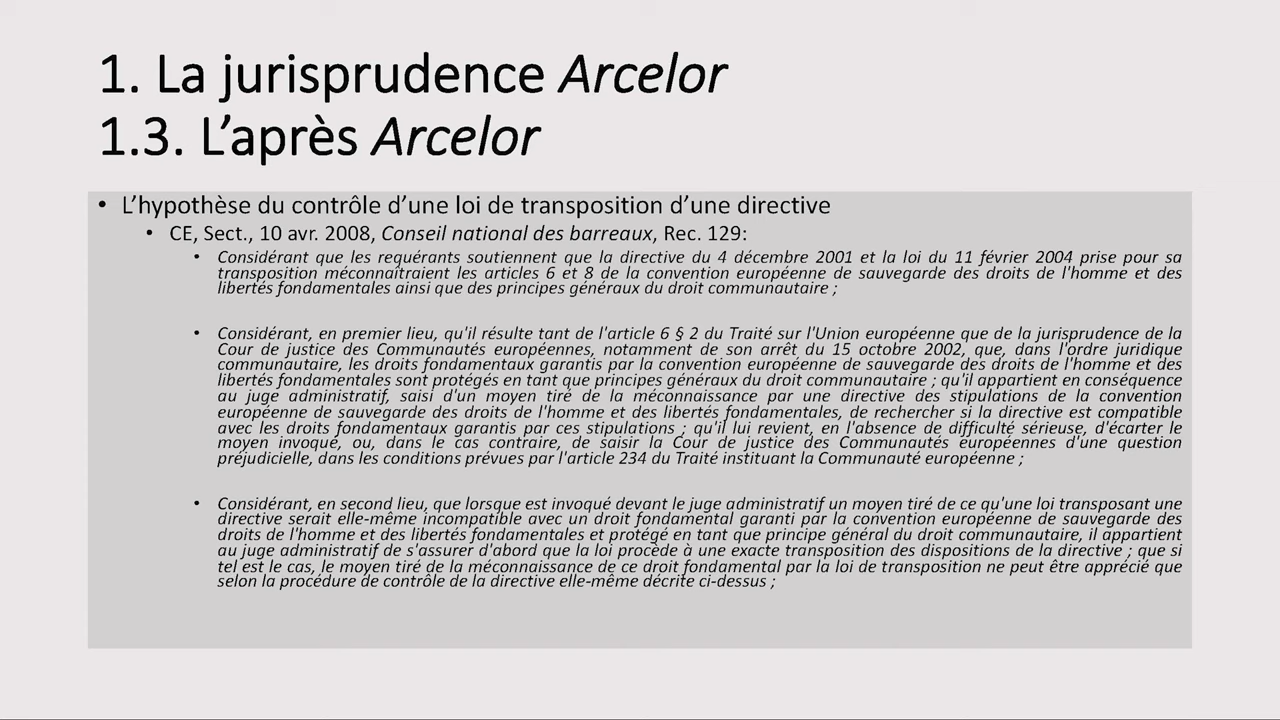 1. La jurisprudence Arcelor
1.3. L’après Arcelor
• L’hypothèse du contrôle d’une loi de transposition d’une directive
• CE, Sect., 10 avr. 2008, Conseil national des barreaux, Rec. 129:
• Considérant que les requérants soutiennent que la directive du 4 décembre 2001 et la loi du 11 février 2004 prise pour sa
transposition méconnaîtraient les articles 6 et 8 de la convention européenne de sauvegarde des droits de l'homme et des
libertés fondamentales ainsi que des principes généraux du droit communautaire ;
• Considérant, en premier lieu, qu'il résulte tant de l'article 6 § 2 du Traité sur l'Union européenne que de la jurisprudence de la
Cour de justice des Communautés européennes, notamment de son arrêt du 15 octobre 2002, que, dans l'ordre juridique
communautaire, les droits fondamentaux garantis par la convention européenne de sauvegarde des droits de l'homme et des
libertés fondamentales sont protégés en tant que principes généraux du droit communautaire ; qu'il appartient en conséquence
au juge administratif, saisi d'un moyen tiré de la méconnaissance par une directive des stipulations de la convention
européenne de sauvegarde des droits de l'homme et des libertés fondamentales, de rechercher si la directive est compatible
avec les droits fondamentaux garantis par ces stipulations ; qu'il lui revient, en l'absence de difficulté sérieuse, d'écarter le
moyen invoqué, ou, dans le cas contraire, de saisir la Cour de justice des Communautés européennes d'une question
préjudicielle, dans les conditions prévues par l'article 234 du Traité instituant la Communauté européenne ;
• Considérant, en second lieu, que lorsque est invoqué devant le juge administratif un moyen tiré de ce qu'une loi transposant une
directive serait elle-même incompatible avec un droit fondamental garanti par la convention européenne de sauvegarde des
droits de l'homme et des libertés fondamentales et protégé en tant que principe général du droit communautaire, il appartient
au juge administratif de s'assurer d'abord que la loi procède à une exacte transposition des dispositions de la directive ; que si
tel est le cas, le moyen tiré de la méconnaissance de ce droit fondamental par la loi de transposition ne peut être apprécié que
selon la procédure de contrôle de la directive elle-même décrite ci-dessus ;